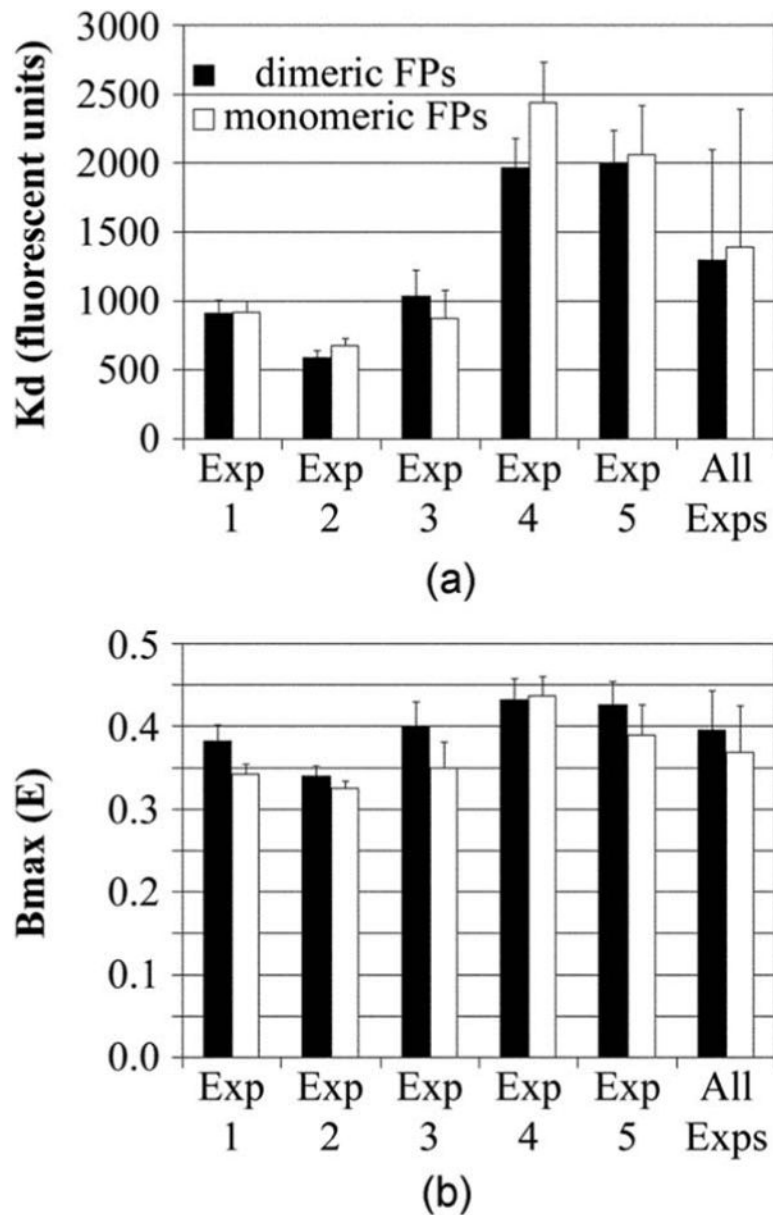 Kd (fluorescent units)
3000
2500
2000
1500
1000
500
0
dimeric FPs
monomeric FPs
Exp Exp Exp Exp Exp All
1 2 3 4 5 Exps
(a)
Bmax (E)
0.5
0.4
0.3
0.2
0.1
0.0
Exp Exp Exp Exp Exp All
1 2 3 4 5 Exps
(b)